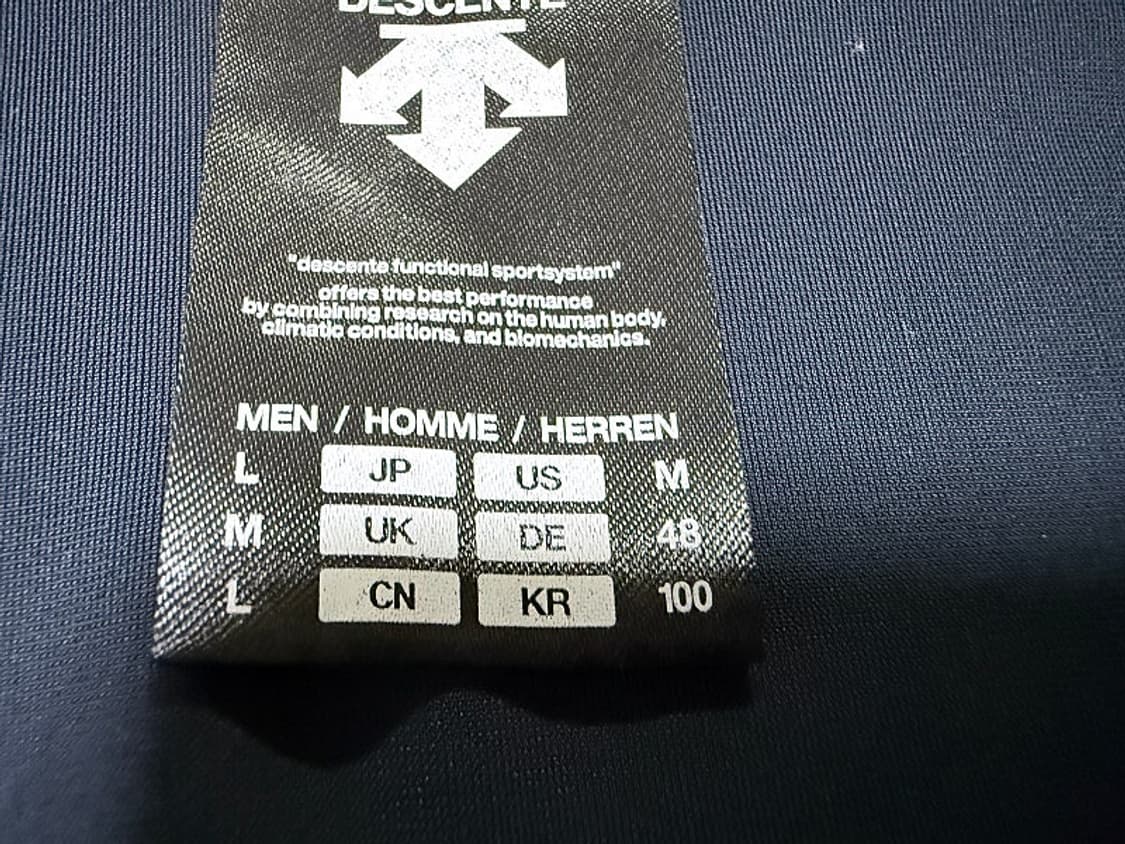 DESCENTE
"descente functional sportsystem"
offers the best performance
by combining research on the human body,
climatic conditions, and biomechanics.
MEN / HOMME / HERREN
L JP US M
M UK DE 48
L CN KR 100